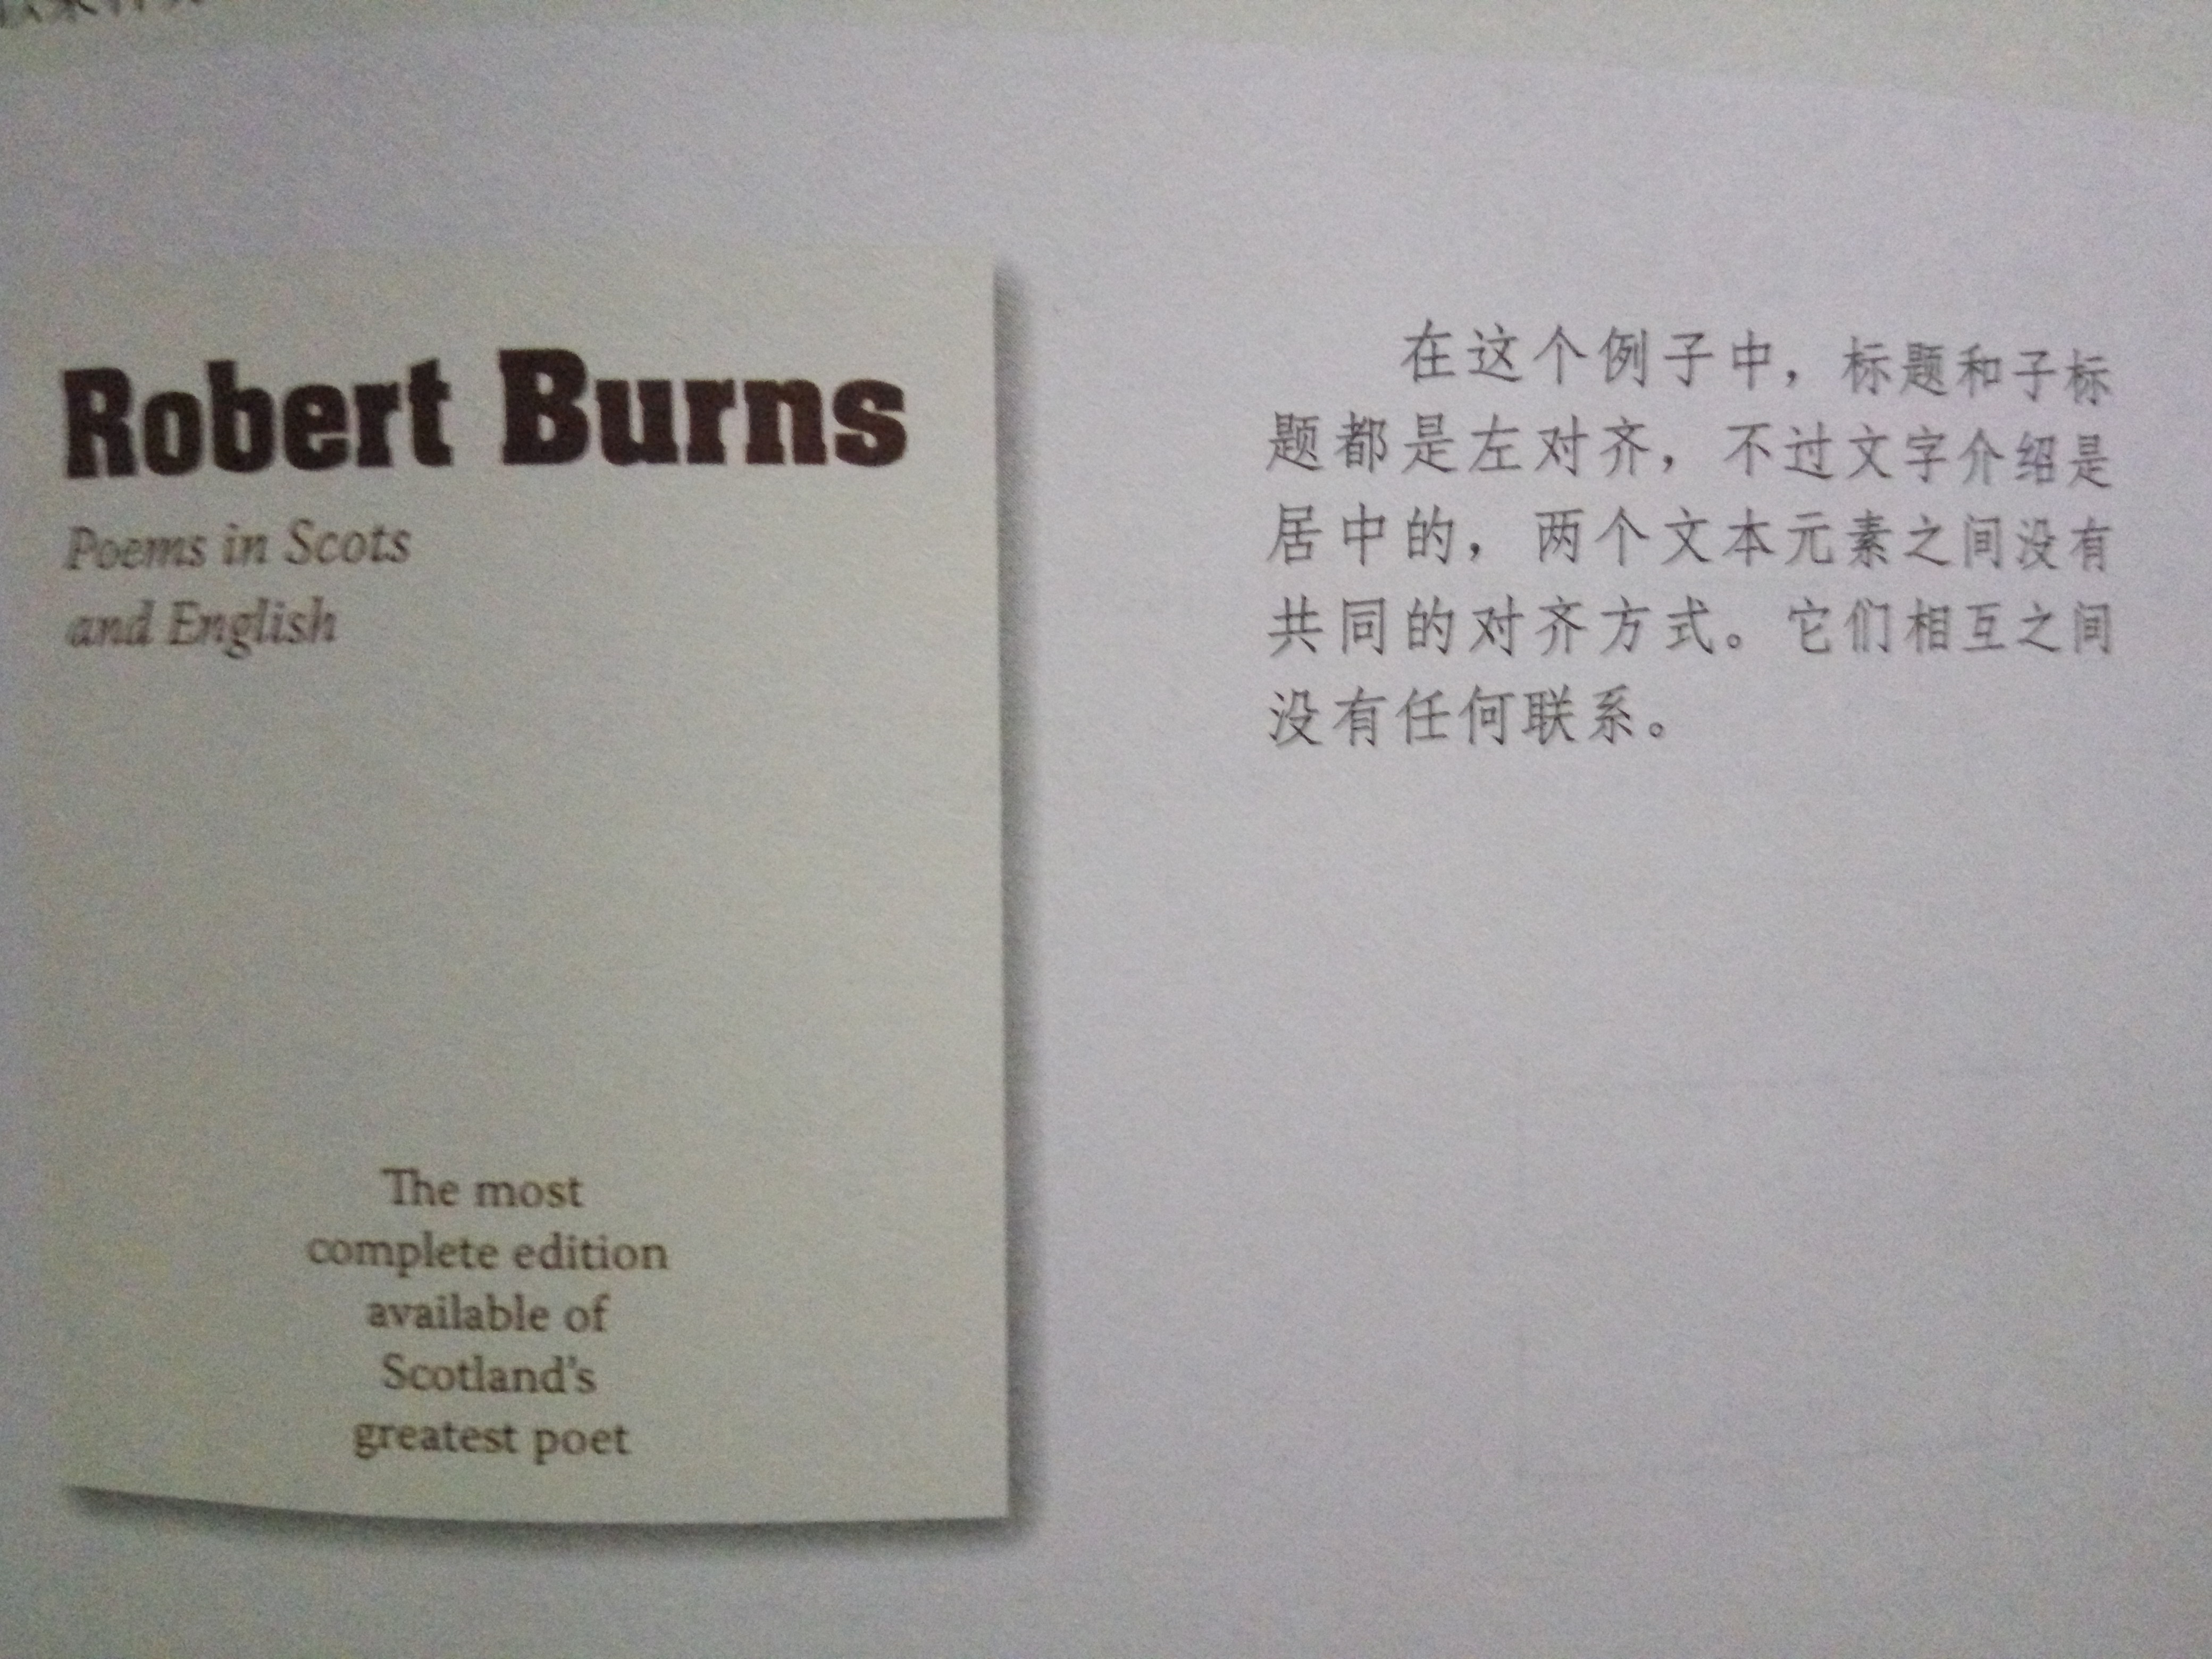 Robert Burns
Poems in Scots
and English
The most
complete edition
available of
Scotland's
greatest poet
在这个例子中，标题和子标
题都是左对齐，不过文字介绍是
居中的，两个文本元素之间没有
共同的对齐方式。它们相互之间
没有任何联系。